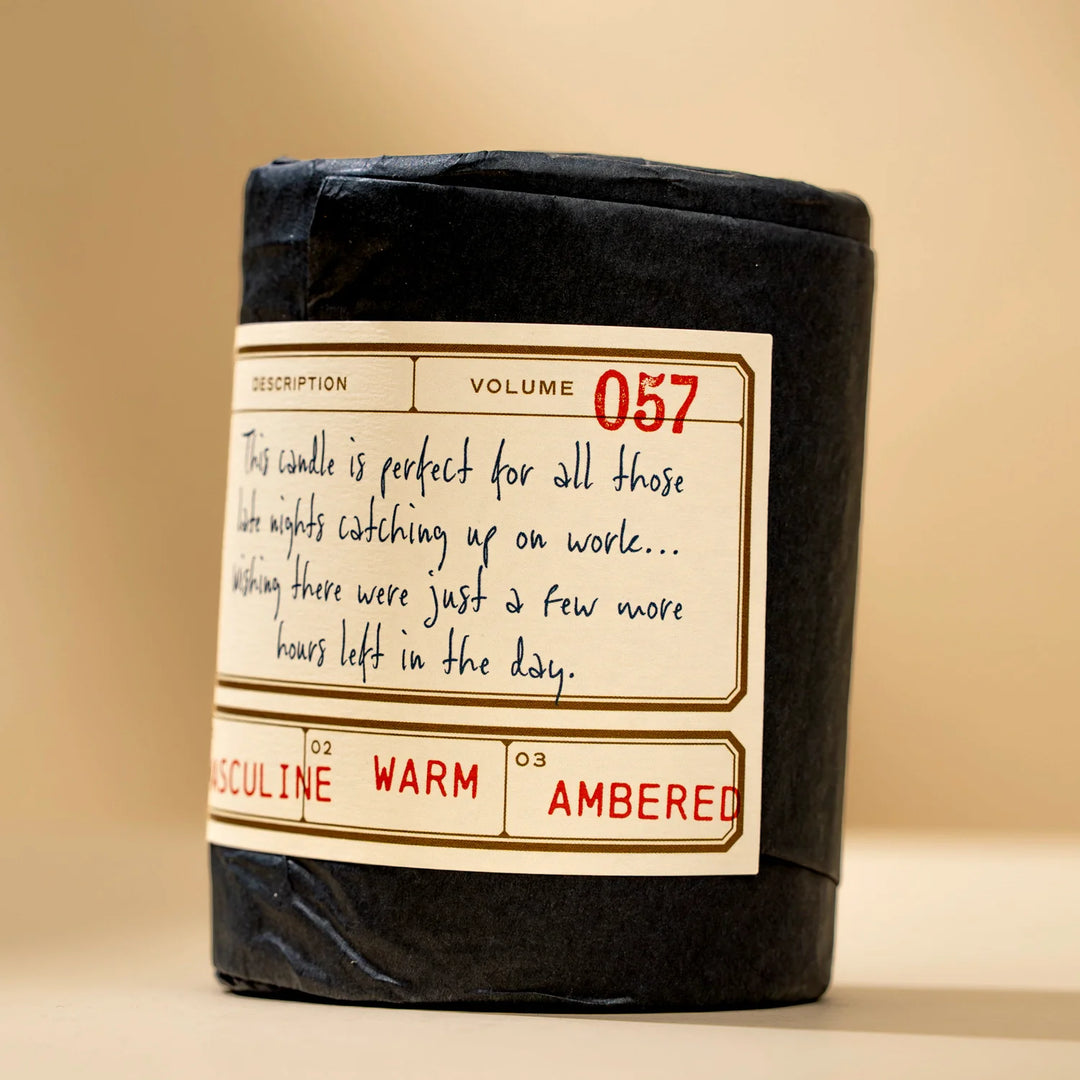 DESCRIPTION VOLUME 057
This candle is perfect for all those
late nights catching up on work...
wishing there were just a few more
hours left in the day.
02 03
ASCULINE WARM AMBERED